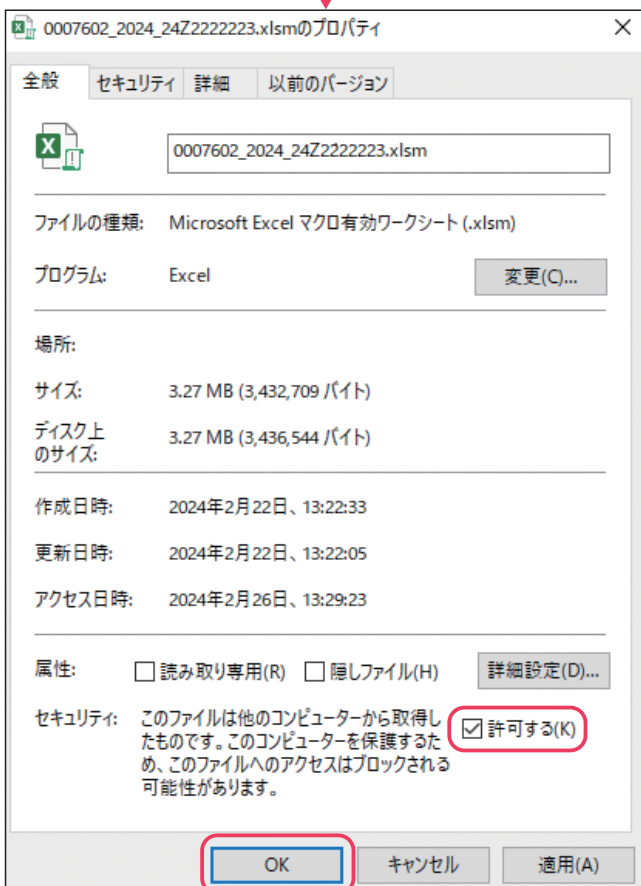 0007602_2024_24Z2222223.xlsmのプロパティ
全般 セキュリティ 詳細 以前のバージョン
0007602_2024_24Z2222223.xlsm
ファイルの種類: Microsoft Excel マクロ有効ワークシート (.xlsm)
プログラム: Excel 変更(C)...
場所:
サイズ: 3.27 MB (3,432,709 バイト)
ディスク上
のサイズ: 3.27 MB (3,436,544 バイト)
作成日時: 2024年2月22日、13:22:33
更新日時: 2024年2月22日、13:22:05
アクセス日時: 2024年2月26日、13:29:23
属性: 読み取り専用(R) 隠しファイル(H) 詳細設定(D)...
セキュリティ: このファイルは他のコンピューターから取得し
たものです。このコンピューターを保護するた
め、このファイルへのアクセスはブロックされる
可能性があります。
許可する(K)
OK キャンセル 適用(A)